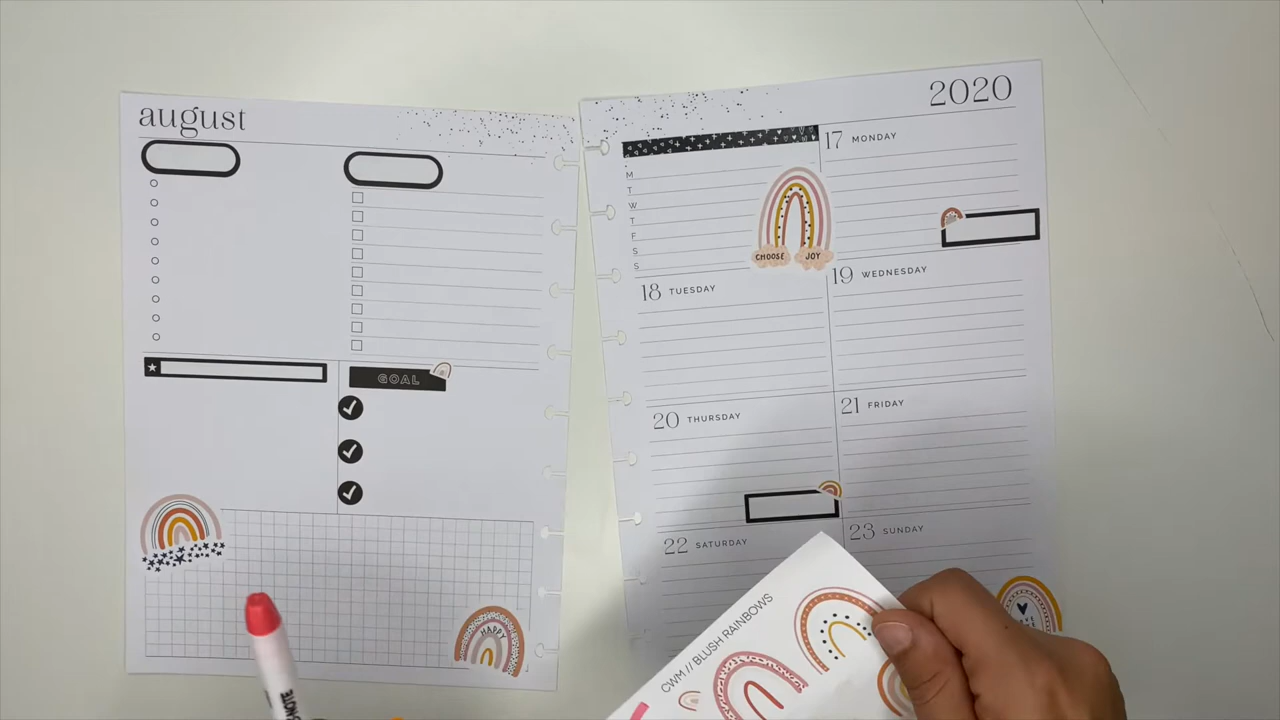 august
GOAL
HAPPY
2020
17 MONDAY
M
T
W
T
F
S
S
CHOOSE JOY
18 TUESDAY
19 WEDNESDAY
20 THURSDAY
21 FRIDAY
22 SATURDAY
23 SUNDAY
CWM // BLUSH RAINBOWS